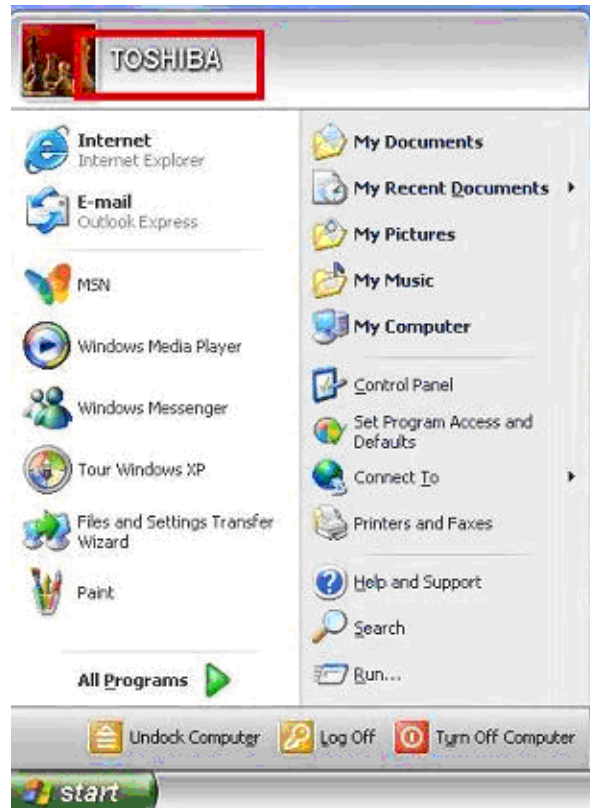 TOSHIBA
Internet
Internet Explorer
E-mail
Outlook Express
MSN
Windows Media Player
Windows Messenger
Tour Windows XP
Files and Settings Transfer
Wizard
Paint
All Programs
My Documents
My Recent Documents
My Pictures
My Music
My Computer
Control Panel
Set Program Access and
Defaults
Connect To
Printers and Faxes
Help and Support
Search
Run...
Undock Computer
Log Off
Turn Off Computer
start